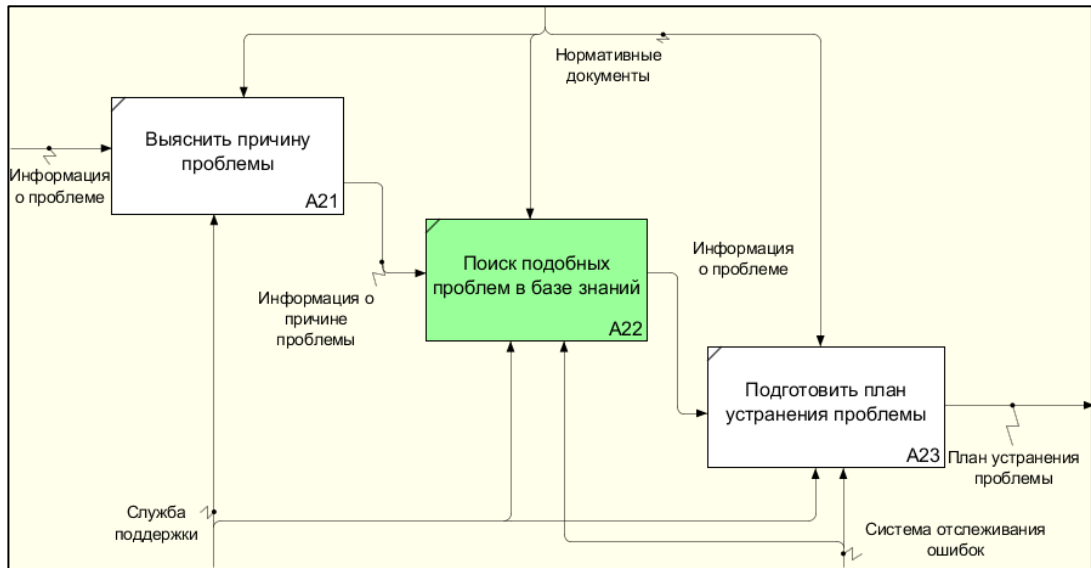 Нормативные
документы
Выяснить причину
проблемы
A21
Информация
о проблеме
Поиск подобных
проблем в базе знаний
A22
Информация о
причине
проблемы
Информация
о проблеме
Подготовить план
устранения проблемы
A23
План устранения
проблемы
Служба
поддержки
Система отслеживания
ошибок